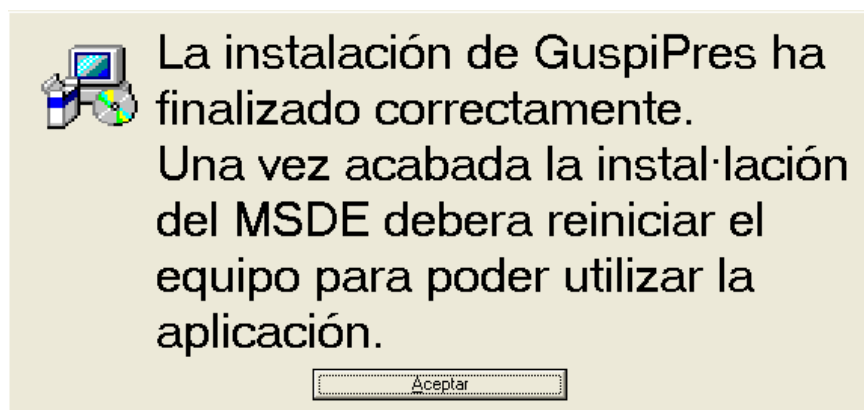 La instalación de GuspiPres ha
finalizado correctamente.
Una vez acabada la instal·lación
del MSDE debera reiniciar el
equipo para poder utilizar la
aplicación.
Aceptar